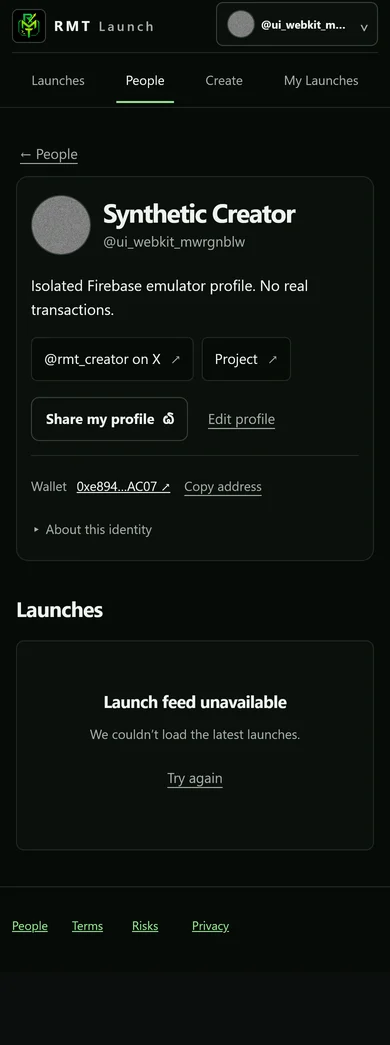 RMT Launch
@ui_webkit_m...
Launches People Create My Launches
← People
Synthetic Creator
@ui_webkit_mwrgnblw
Isolated Firebase emulator profile. No real
transactions.
@rmt_creator on X ↗ Project ↗
Share my profile Edit profile
Wallet 0xe894…AC07 ↗ Copy address
▸ About this identity
Launches
Launch feed unavailable
We couldn’t load the latest launches.
Try again
People Terms Risks Privacy